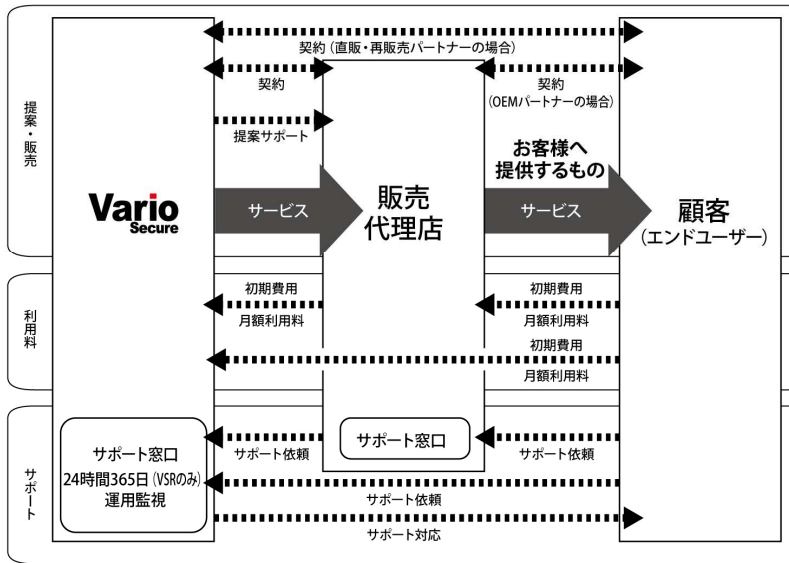 契約（直販・再販売パートナーの場合）
契約
契約
（OEMパートナーの場合）
提案サポート
提案・販売
お客様へ
提供するもの
Vario
Secure
サービス
販売
代理店
サービス
顧客
（エンドユーザー）
利用料
初期費用
月額利用料
初期費用
月額利用料
初期費用
月額利用料
サポート
サポート窓口
24時間365日（VSRのみ）
運用監視
サポート窓口
サポート依頼
サポート依頼
サポート依頼
サポート対応